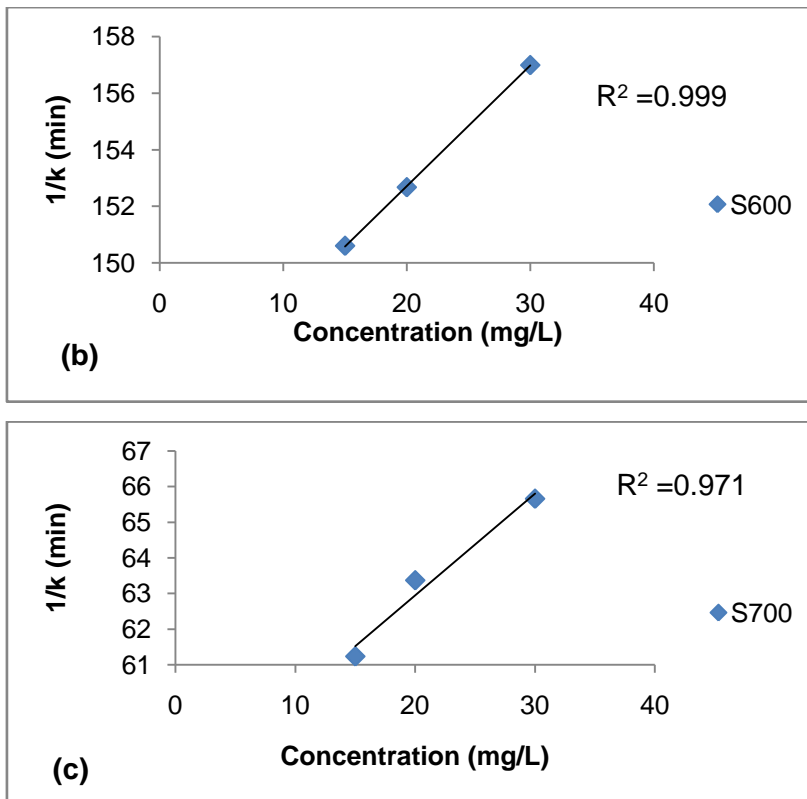 158
156
154
152
150
1/k (min)
R² =0.999
S600
0 10 20 30 40
Concentration (mg/L)
(b)
67
66
65
64
63
62
61
1/k (min)
R² =0.971
S700
0 10 20 30 40
Concentration (mg/L)
(c)